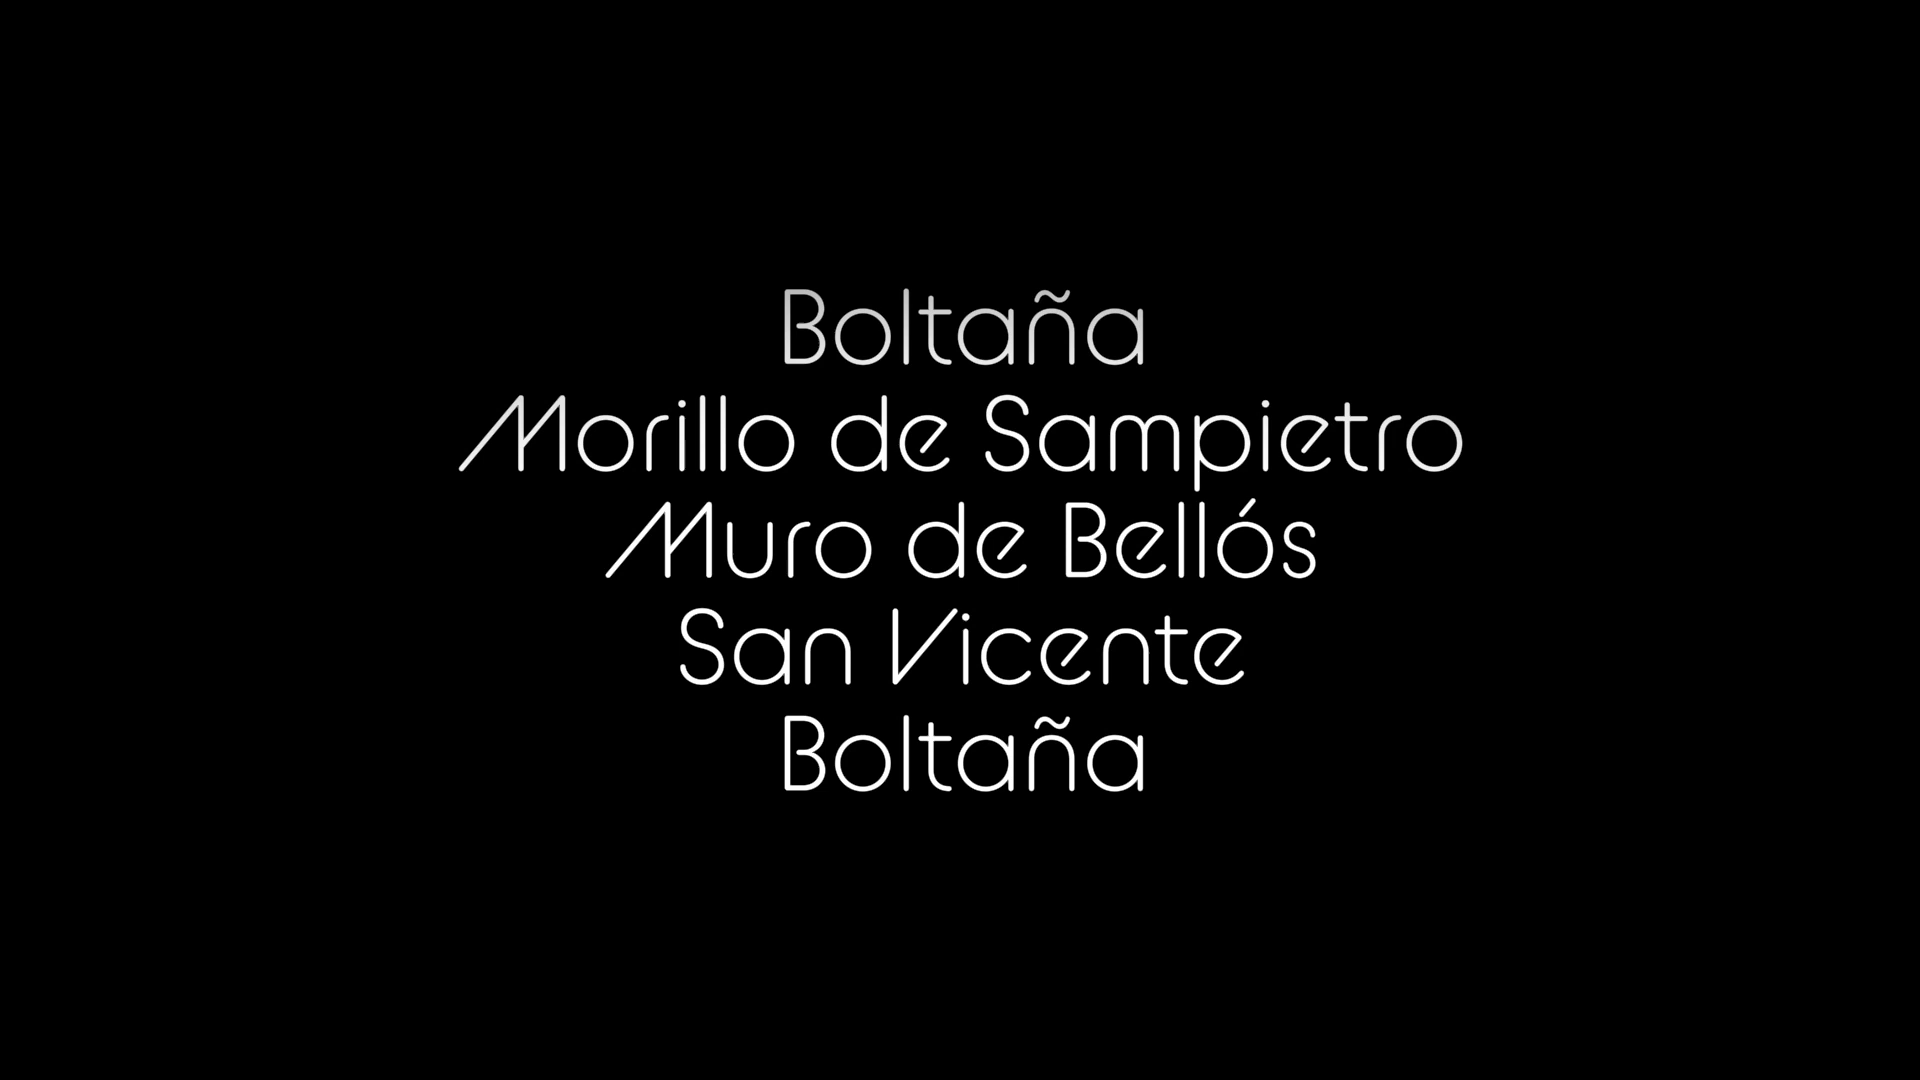 Boltaña
Morillo de Sampietro
Muro de Bellós
San Vicente
Boltaña